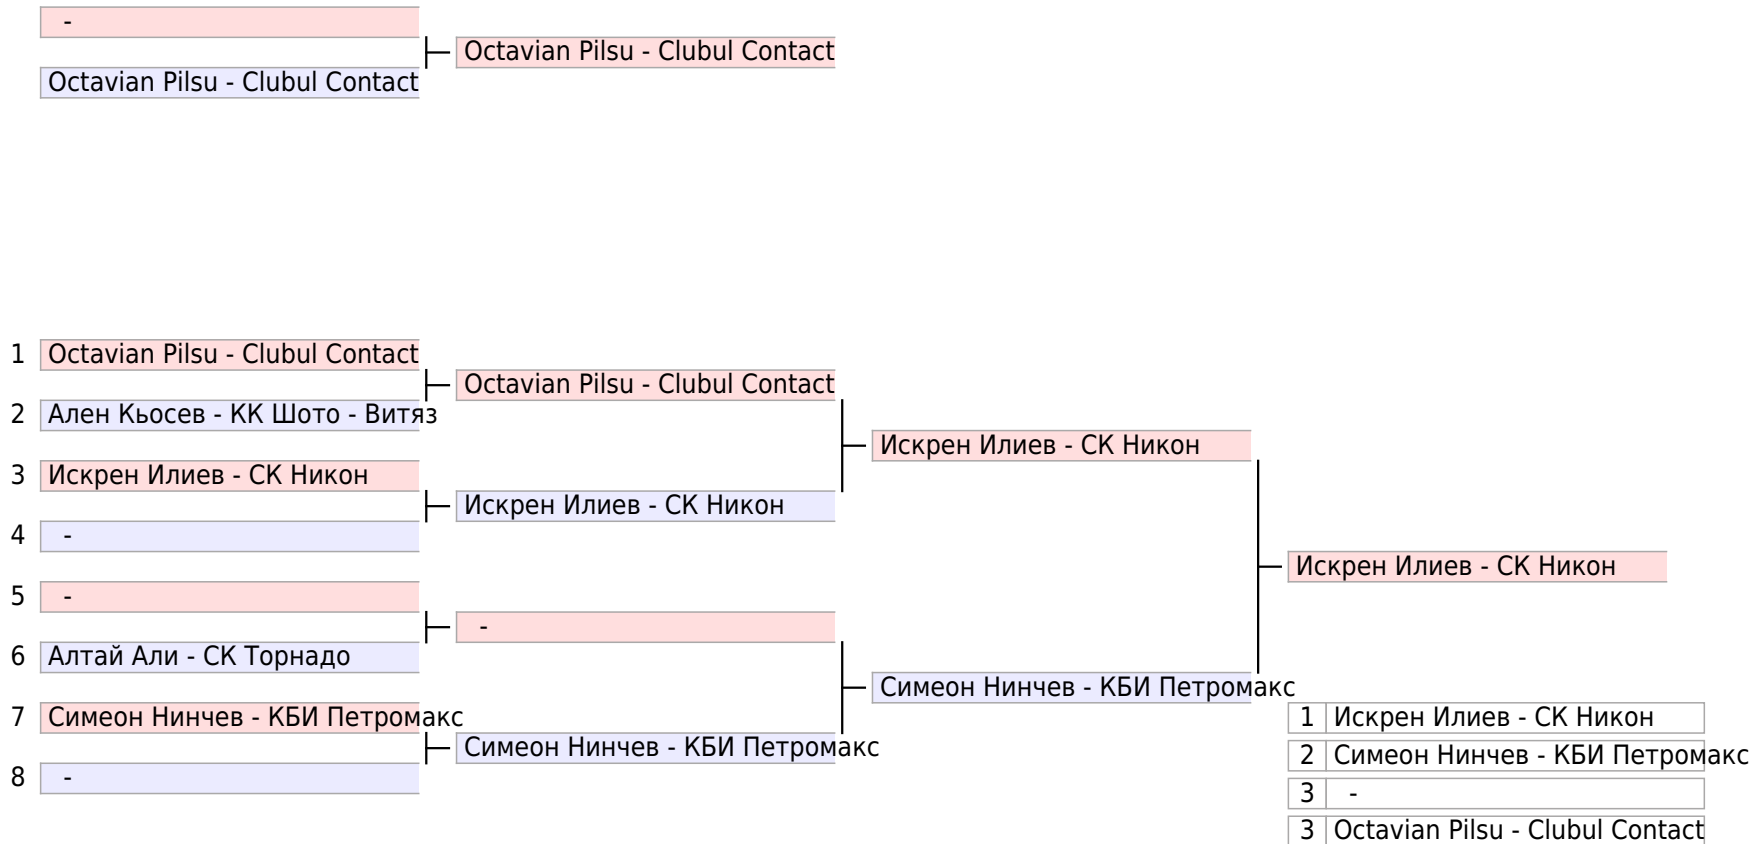 -
Octavian Pilsu - Clubul Contact
Octavian Pilsu - Clubul Contact
1 Octavian Pilsu - Clubul Contact
Octavian Pilsu - Clubul Contact
2 Ален Кьосев - КК Шото - Витяз
Искрен Илиев - СК Никон
3 Искрен Илиев - СК Никон
Искрен Илиев - СК Никон
4 -
Искрен Илиев - СК Никон
5 -
-
6 Алтай Али - СК Торнадо
Симеон Нинчев - КБИ Петромакс
7 Симеон Нинчев - КБИ Петромакс
Симеон Нинчев - КБИ Петромакс
8 -
1 Искрен Илиев - СК Никон
2 Симеон Нинчев - КБИ Петромакс
3 -
3 Octavian Pilsu - Clubul Contact